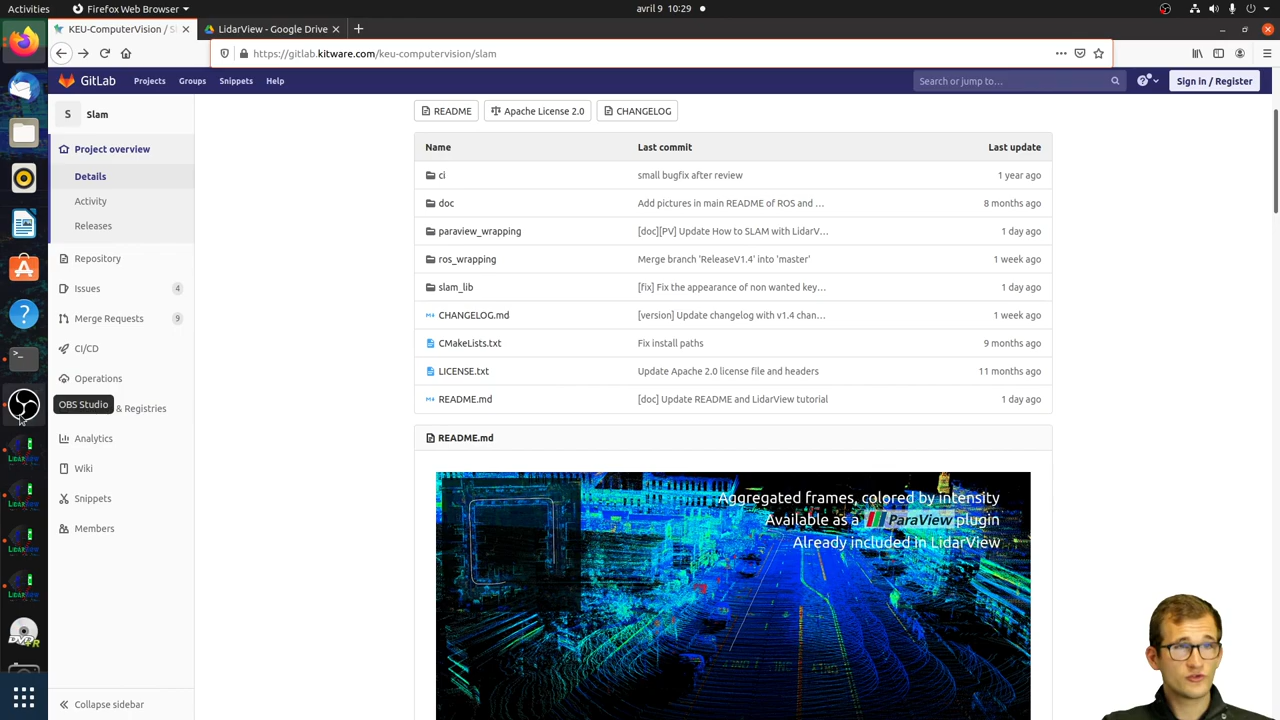 Activities
Firefox Web Browser
avril 9 10:29
KEU-ComputerVision / S
LidarView - Google Drive
https://gitlab.kitware.com/keu-computervision/slam
GitLab
Projects
Groups
Snippets
Help
Search or jump to…
Sign in / Register
S
Slam
Project overview
Details
Activity
Releases
Repository
Issues
4
Merge Requests
9
CI/CD
Operations
OBS Studio
& Registries
Analytics
Wiki
Snippets
Members
Collapse sidebar
README
Apache License 2.0
CHANGELOG
Name
Last commit
Last update
ci
small bugfix after review
1 year ago
doc
Add pictures in main README of ROS and …
8 months ago
paraview_wrapping
[doc][PV] Update How to SLAM with LidarV…
1 day ago
ros_wrapping
Merge branch 'ReleaseV1.4' into 'master'
1 week ago
slam_lib
[fix] Fix the appearance of non wanted key…
1 day ago
CHANGELOG.md
[version] Update changelog with v1.4 chan…
1 week ago
CMakeLists.txt
Fix install paths
9 months ago
LICENSE.txt
Update Apache 2.0 license file and headers
11 months ago
README.md
[doc] Update README and LidarView tutorial
1 day ago
README.md
Aggregated frames, colored by intensity
Available as a ParaView plugin
Already included in LidarView